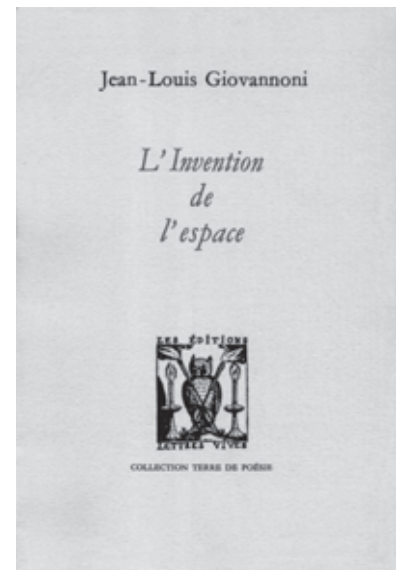 Jean-Louis Giovannoni
L'Invention
de
l'espace
LES ÉDITIONS
LETTRES VIVES
COLLECTION TERRE DE POÉSIE